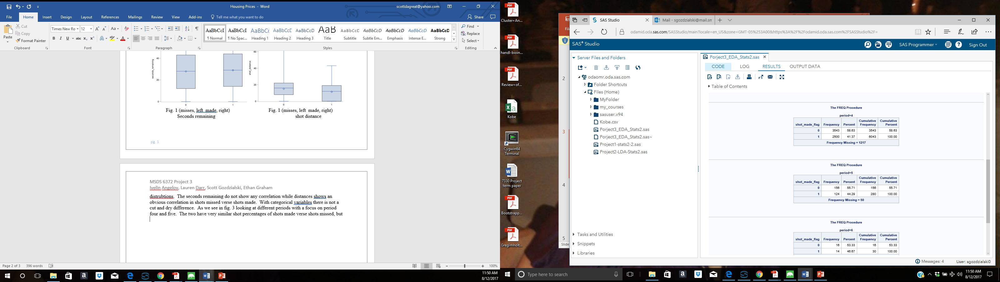 Housing Prices - Word
scottdagreat@yahoo.com
File Home Insert Design Layout References Mailings Review View Add-ins Tell me what you want to do
Share
Paste
Cut
Copy
Format Painter
Clipboard
Times New Ro 12
Font
Paragraph
AaBbCcI AaBbCcI AaBbCc AaBbCcE AaBbCcD AaB AaBbCcD AaBbCcD AaBbCcD AaBbCcD AaBbCcD
¶ Normal ¶ No Spac... Heading 1 Heading 2 Heading 3 Title Subtitle Subtle Em... Emphasis Intense E... Strong
Styles
Find
Replace
Select
Editing
seconds_remaining
40
20
0
0 1
shot_distance
60
40
20
0
0 1
Fig. 1 (misses, left made, right)
Seconds remaining
Fig. 1 (misses, left made, right)
shot distance
pg. 1
MSDS 6372 Project 3
Ivelin Angelov, Lauren Darr, Scott Gozdzialski, Ethan Graham
distrubtions. The seconds remaining do not show any correlation while distances shows an
obvious correlation in shots missed verse shots made. With categorical variables there is not a
cut and dry difference. As we see in fig. 3 looking at different periods with a focus on period
four and five. The two have very similar shot percentages of shots made verse shots missed, but
Page 2 of 3 396 words
100%
11:50 AM
8/12/2017
Cluster+An...
handl-bioin...
Review+of...
Kobe
Cygwin64
Terminal
7330 Project
term paper
Bootstrapp...
GregImholt...
2
3
4
5
Slide
SAS Studio
Mail - sgozdzialski@mail.sm
odamid.oda.sas.com/SASStudio/main?locale=en_US&zone=GMT-05%253A00&https%3A%2F%2Fodamid.oda.sas.com%2FSASStudio%2F=
SAS® Studio
SAS Programmer
Sign Out
Server Files and Folders
odaomr.oda.sas.com
Folder Shortcuts
Files (Home)
MyFolder
my_courses
sasuser.v94
Kobe.csv
Porject3_EDA_Stats2.sas
Porject3_EDA_Stats2.sas~
Project1-stats2-2.sas
Project2-LDA-Stats2.sas
Tasks and Utilities
Snippets
Libraries
Porject3_EDA_Stats2.sas
CODE LOG RESULTS OUTPUT DATA
Table of Contents
The FREQ Procedure
period=4
shot_made_flag Frequency Percent Cumulative Frequency Cumulative Percent
0 3543 58.63 3543 58.63
1 2500 41.37 6043 100.00
Frequency Missing = 1217
The FREQ Procedure
period=5
shot_made_flag Frequency Percent Cumulative Frequency Cumulative Percent
0 156 55.71 156 55.71
1 124 44.29 280 100.00
Frequency Missing = 50
The FREQ Procedure
period=6
shot_made_flag Frequency Percent Cumulative Frequency Cumulative Percent
0 16 53.33 16 53.33
1 14 46.67 30 100.00
Messages: 4
User: sgozdzialski0
Type here to search
11:50 AM
8/12/2017